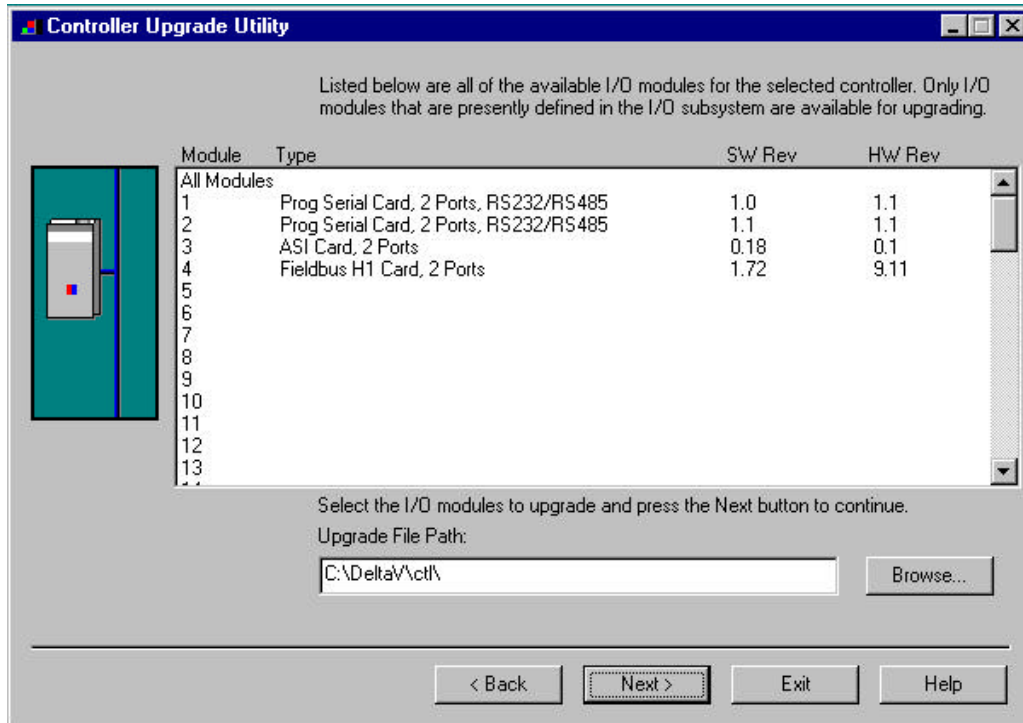 Controller Upgrade Utility
Listed below are all of the available I/O modules for the selected controller. Only I/O
modules that are presently defined in the I/O subsystem are available for upgrading.
Module Type SW Rev HW Rev
All Modules
1 Prog Serial Card, 2 Ports, RS232/RS485 1.0 1.1
2 Prog Serial Card, 2 Ports, RS232/RS485 1.1 1.1
3 ASI Card, 2 Ports 0.18 0.1
4 Fieldbus H1 Card, 2 Ports 1.72 9.11
5
6
7
8
9
10
11
12
13
Select the I/O modules to upgrade and press the Next button to continue.
Upgrade File Path:
C:\DeltaV\ctl\
Browse...
< Back Next > Exit Help